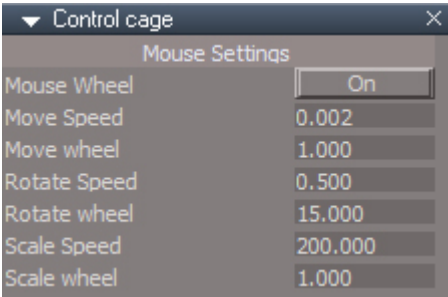 Control cage
Mouse Settings
Mouse Wheel On
Move Speed 0.002
Move wheel 1.000
Rotate Speed 0.500
Rotate wheel 15.000
Scale Speed 200.000
Scale wheel 1.000